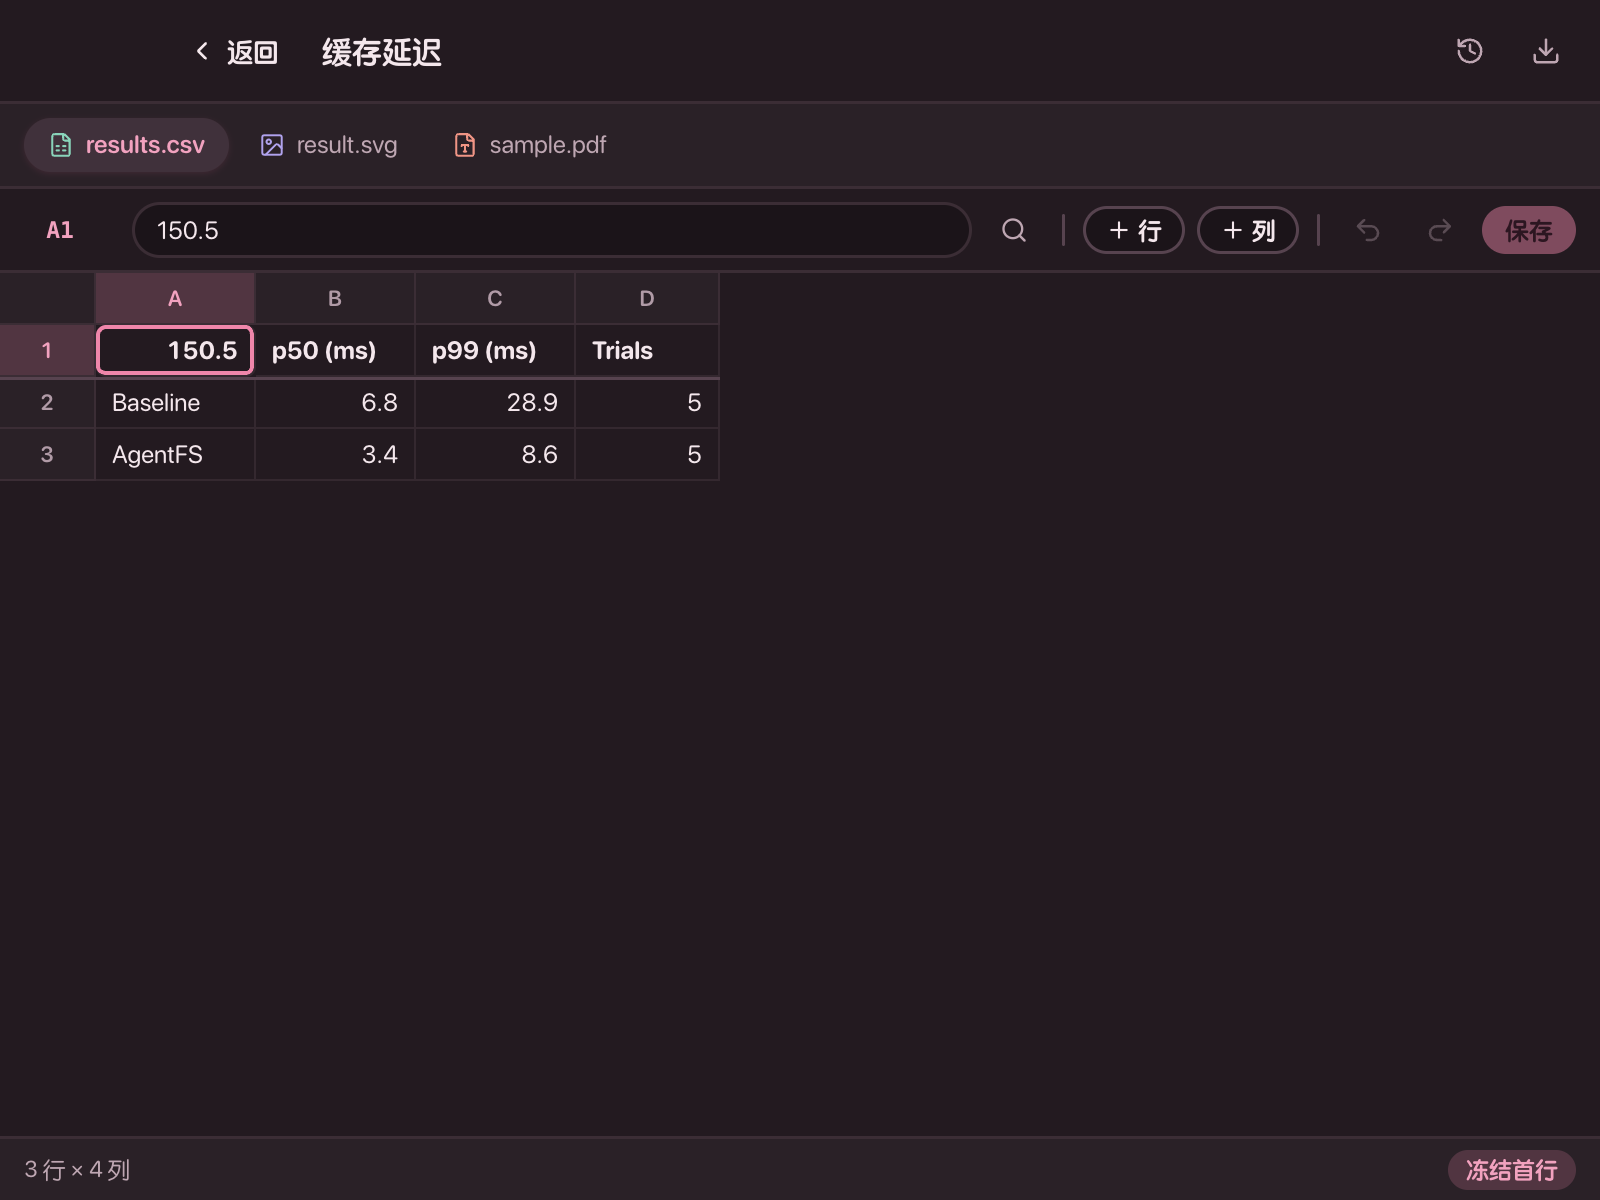 返回 缓存延迟
results.csv result.svg sample.pdf
A1 150.5 行 列 保存
A B C D
1 150.5 p50 (ms) p99 (ms) Trials
2 Baseline 6.8 28.9 5
3 AgentFS 3.4 8.6 5
3 行 × 4 列 冻结首行